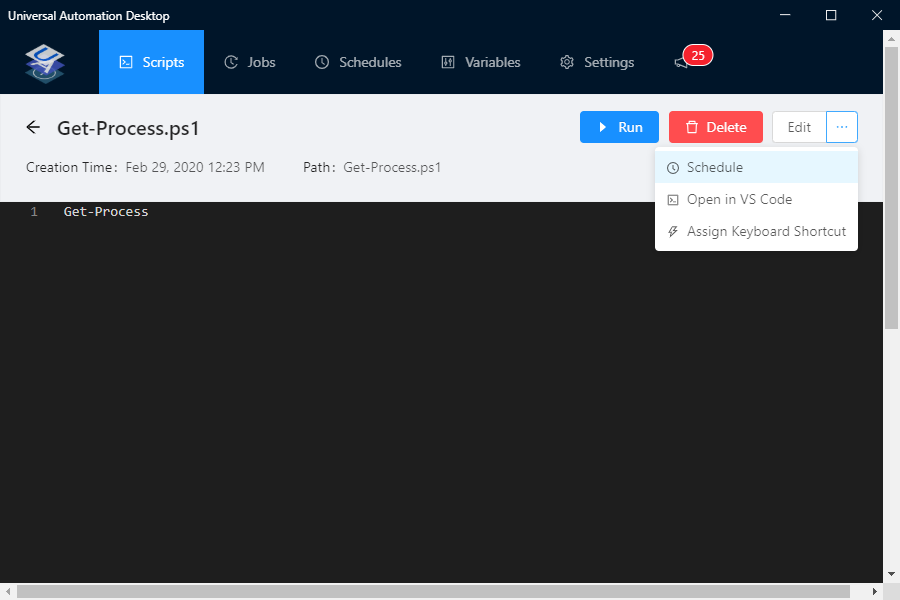 Universal Automation Desktop
Scripts Jobs Schedules Variables Settings 25
Get-Process.ps1 Run Delete Edit ...
Creation Time: Feb 29, 2020 12:23 PM Path: Get-Process.ps1
Schedule
Open in VS Code
Assign Keyboard Shortcut
1 Get-Process